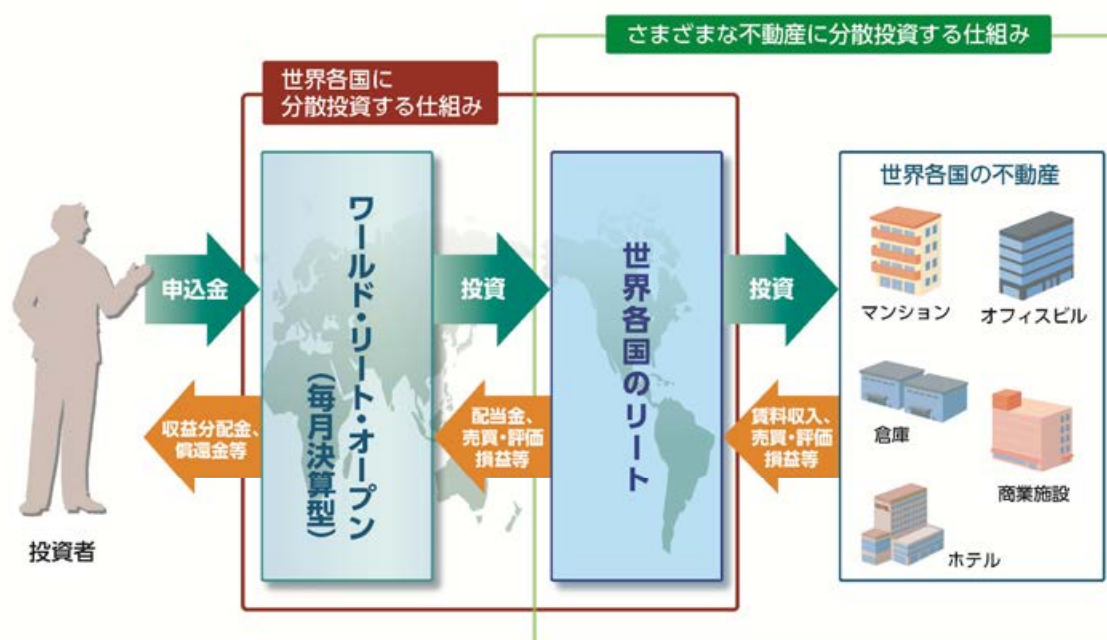 さまざまな不動産に分散投資する仕組み
世界各国に
分散投資する仕組み
投資者
申込金
収益分配金、
償還金等
ワールド・リート・オープン
（毎月決算型）
投資
配当金、
売買・評価
損益等
世界各国のリート
投資
賃料収入、
売買・評価
損益等
世界各国の不動産
マンション
オフィスビル
倉庫
商業施設
ホテル